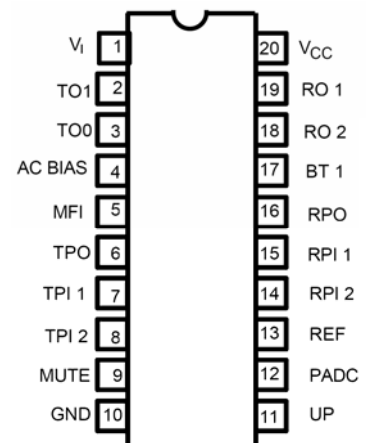 VI 1 20 VCC
TO1 2 19 RO 1
TO0 3 18 RO 2
AC BIAS 4 17 BT 1
MFI 5 16 RPO
TPO 6 15 RPI 1
TPI 1 7 14 RPI 2
TPI 2 8 13 REF
MUTE 9 12 PADC
GND 10 11 UP